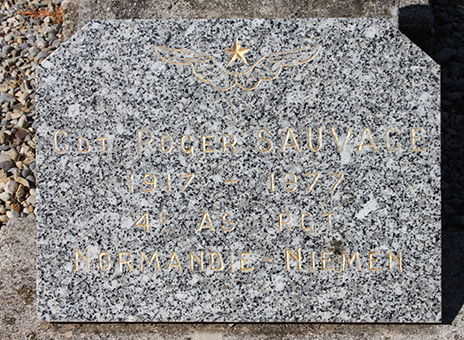 CDT ROGER SAUVAGE
1917 - 1977
4E AS RGT
NORMANDIE-NIEMEN